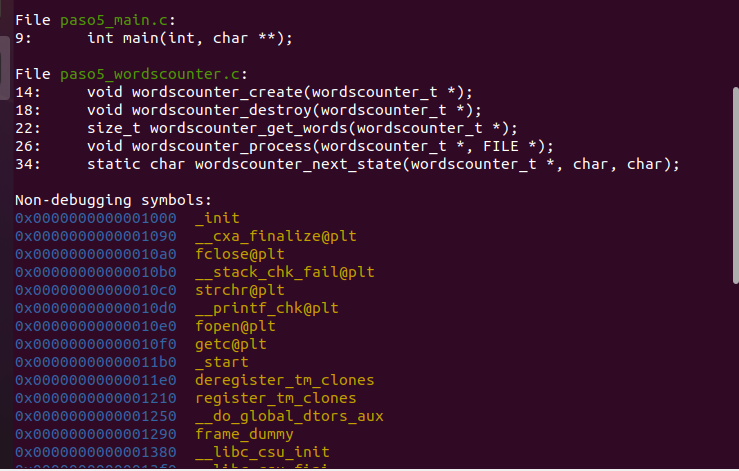 File paso5_main.c:
9:      int main(int, char **);
File paso5_wordscounter.c:
14:     void wordscounter_create(wordscounter_t *);
18:     void wordscounter_destroy(wordscounter_t *);
22:     size_t wordscounter_get_words(wordscounter_t *);
26:     void wordscounter_process(wordscounter_t *, FILE *);
34:     static char wordscounter_next_state(wordscounter_t *, char, char);
Non-debugging symbols:
0x0000000000001000  _init
0x0000000000001090  __cxa_finalize@plt
0x00000000000010a0  fclose@plt
0x00000000000010b0  __stack_chk_fail@plt
0x00000000000010c0  strchr@plt
0x00000000000010d0  __printf_chk@plt
0x00000000000010e0  fopen@plt
0x00000000000010f0  getc@plt
0x00000000000011b0  _start
0x00000000000011e0  deregister_tm_clones
0x0000000000001210  register_tm_clones
0x0000000000001250  __do_global_dtors_aux
0x0000000000001290  frame_dummy
0x0000000000001380  __libc_csu_init